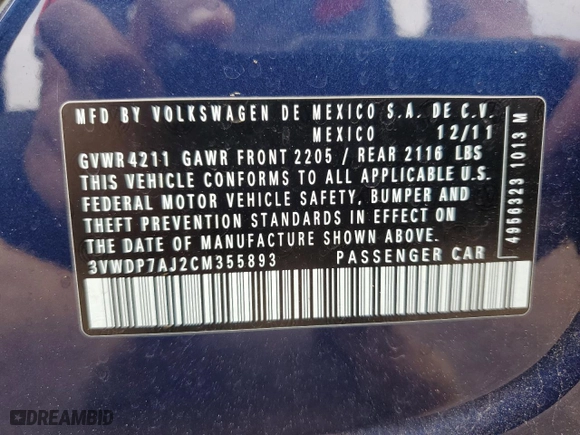 MFD BY VOLKSWAGEN DE MEXICO S.A. DE C.V.
MEXICO 12/11
GVWR 4211 GAWR FRONT 2205 / REAR 2116 LBS
THIS VEHICLE CONFORMS TO ALL APPLICABLE U.S.
FEDERAL MOTOR VEHICLE SAFETY, BUMPER AND
THEFT PREVENTION STANDARDS IN EFFECT ON
THE DATE OF MANUFACTURE SHOWN ABOVE.
3VWDP7AJ2CM355893 PASSENGER CAR
4956323 1013 M
DREAMBID